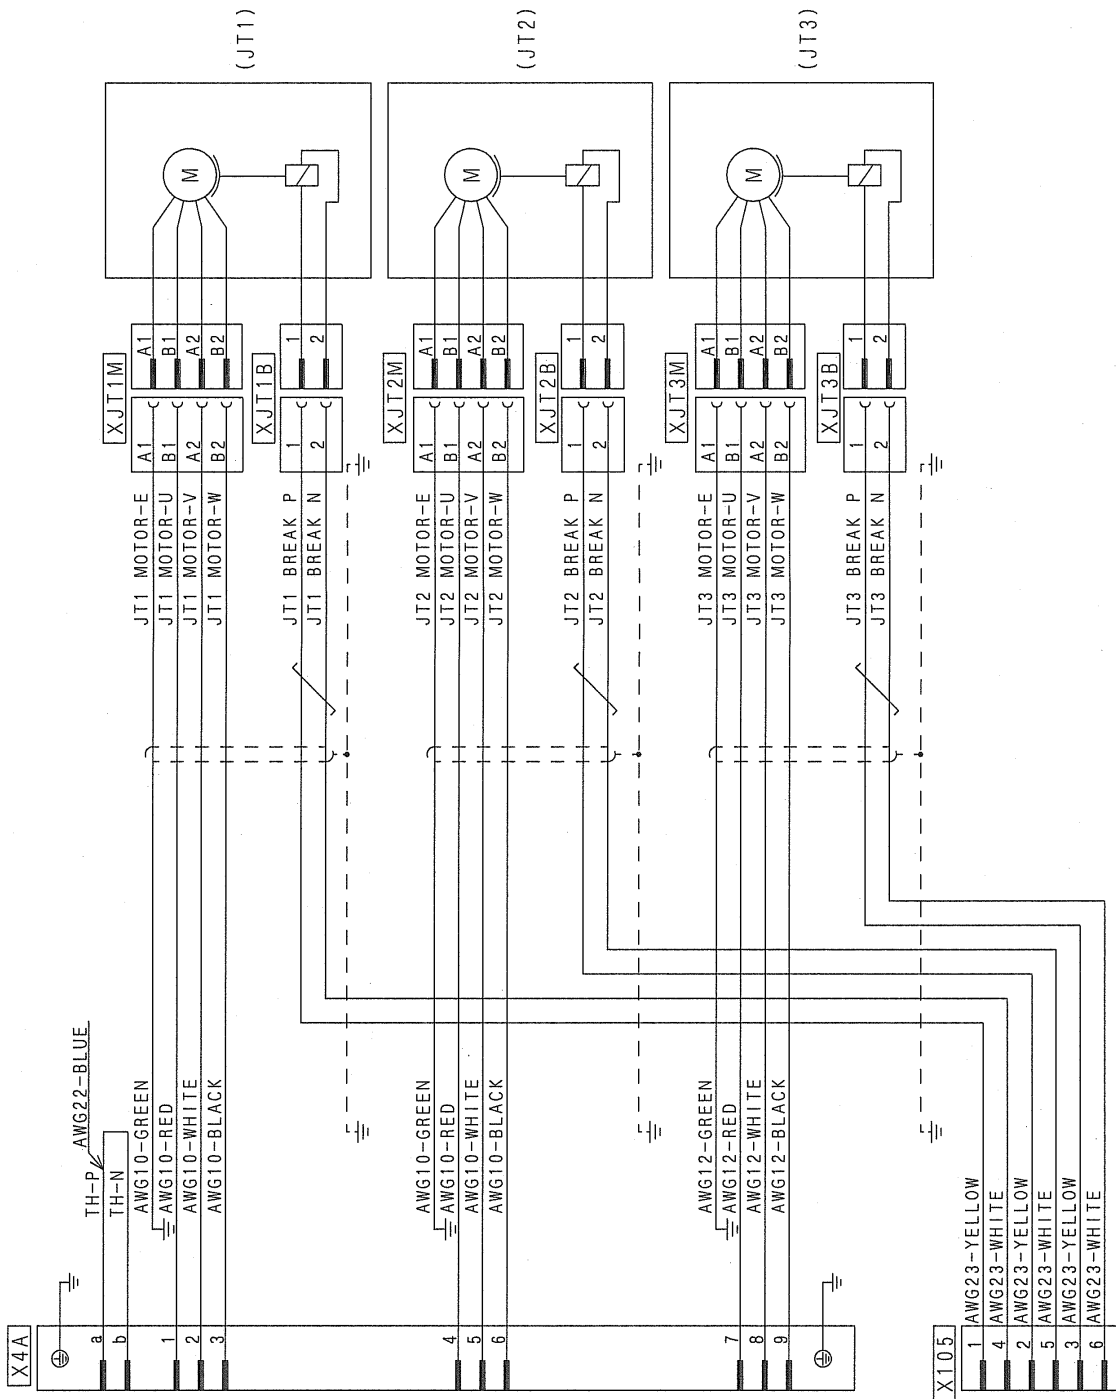 (JT1)
(JT2)
(JT3)
M
M
M
XJT1M
A1
B1
A2
B2
A1
B1
A2
B2
XJT1B
1
2
1
2
XJT2M
A1
B1
A2
B2
A1
B1
A2
B2
XJT2B
1
2
1
2
XJT3M
A1
B1
A2
B2
A1
B1
A2
B2
XJT3B
1
2
1
2
JT1 MOTOR-E
JT1 MOTOR-U
JT1 MOTOR-V
JT1 MOTOR-W
JT1 BREAK P
JT1 BREAK N
JT2 MOTOR-E
JT2 MOTOR-U
JT2 MOTOR-V
JT2 MOTOR-W
JT2 BREAK P
JT2 BREAK N
JT3 MOTOR-E
JT3 MOTOR-U
JT3 MOTOR-V
JT3 MOTOR-W
JT3 BREAK P
JT3 BREAK N
AWG22-BLUE
TH-P
TH-N
AWG10-GREEN
AWG10-RED
AWG10-WHITE
AWG10-BLACK
AWG10-GREEN
AWG10-RED
AWG10-WHITE
AWG10-BLACK
AWG12-GREEN
AWG12-RED
AWG12-WHITE
AWG12-BLACK
X4A
a
b
1
2
3
4
5
6
7
8
9
X105
1 AWG23-YELLOW
4 AWG23-WHITE
2 AWG23-YELLOW
5 AWG23-WHITE
3 AWG23-YELLOW
6 AWG23-WHITE